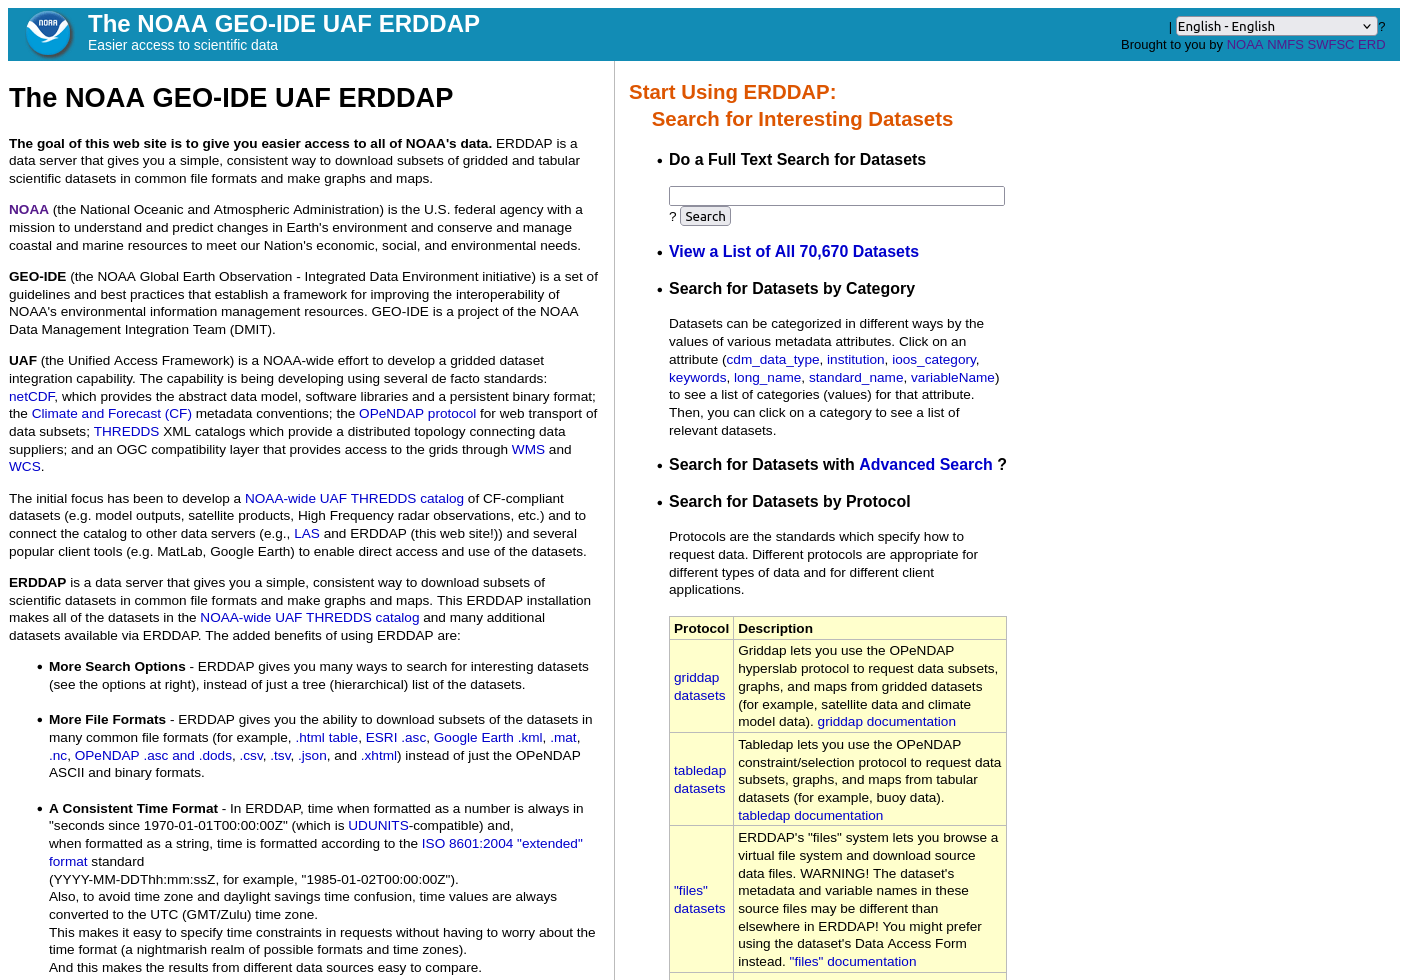 NOAA
The NOAA GEO-IDE UAF ERDDAP
Easier access to scientific data
| English - English ?
Brought to you by NOAA NMFS SWFSC ERD
The NOAA GEO-IDE UAF ERDDAP
The goal of this web site is to give you easier access to all of NOAA's data. ERDDAP is a
data server that gives you a simple, consistent way to download subsets of gridded and tabular
scientific datasets in common file formats and make graphs and maps.
NOAA (the National Oceanic and Atmospheric Administration) is the U.S. federal agency with a
mission to understand and predict changes in Earth's environment and conserve and manage
coastal and marine resources to meet our Nation's economic, social, and environmental needs.
GEO-IDE (the NOAA Global Earth Observation - Integrated Data Environment initiative) is a set of
guidelines and best practices that establish a framework for improving the interoperability of
NOAA's environmental information management resources. GEO-IDE is a project of the NOAA
Data Management Integration Team (DMIT).
UAF (the Unified Access Framework) is a NOAA-wide effort to develop a gridded dataset
integration capability. The capability is being developing using several de facto standards:
netCDF, which provides the abstract data model, software libraries and a persistent binary format;
the Climate and Forecast (CF) metadata conventions; the OPeNDAP protocol for web transport of
data subsets; THREDDS XML catalogs which provide a distributed topology connecting data
suppliers; and an OGC compatibility layer that provides access to the grids through WMS and
WCS.
The initial focus has been to develop a NOAA-wide UAF THREDDS catalog of CF-compliant
datasets (e.g. model outputs, satellite products, High Frequency radar observations, etc.) and to
connect the catalog to other data servers (e.g., LAS and ERDDAP (this web site!)) and several
popular client tools (e.g. MatLab, Google Earth) to enable direct access and use of the datasets.
ERDDAP is a data server that gives you a simple, consistent way to download subsets of
scientific datasets in common file formats and make graphs and maps. This ERDDAP installation
makes all of the datasets in the NOAA-wide UAF THREDDS catalog and many additional
datasets available via ERDDAP. The added benefits of using ERDDAP are:
• More Search Options - ERDDAP gives you many ways to search for interesting datasets
(see the options at right), instead of just a tree (hierarchical) list of the datasets.
• More File Formats - ERDDAP gives you the ability to download subsets of the datasets in
many common file formats (for example, .html table, ESRI .asc, Google Earth .kml, .mat,
.nc, OPeNDAP .asc and .dods, .csv, .tsv, .json, and .xhtml) instead of just the OPeNDAP
ASCII and binary formats.
• A Consistent Time Format - In ERDDAP, time when formatted as a number is always in
"seconds since 1970-01-01T00:00:00Z" (which is UDUNITS-compatible) and,
when formatted as a string, time is formatted according to the ISO 8601:2004 "extended"
format standard
(YYYY-MM-DDThh:mm:ssZ, for example, "1985-01-02T00:00:00Z").
Also, to avoid time zone and daylight savings time confusion, time values are always
converted to the UTC (GMT/Zulu) time zone.
This makes it easy to specify time constraints in requests without having to worry about the
time format (a nightmarish realm of possible formats and time zones).
And this makes the results from different data sources easy to compare.
Start Using ERDDAP:
Search for Interesting Datasets
• Do a Full Text Search for Datasets
? Search
• View a List of All 70,670 Datasets
• Search for Datasets by Category
Datasets can be categorized in different ways by the
values of various metadata attributes. Click on an
attribute (cdm_data_type, institution, ioos_category,
keywords, long_name, standard_name, variableName)
to see a list of categories (values) for that attribute.
Then, you can click on a category to see a list of
relevant datasets.
• Search for Datasets with Advanced Search ?
• Search for Datasets by Protocol
Protocols are the standards which specify how to
request data. Different protocols are appropriate for
different types of data and for different client
applications.
Protocol Description
griddap
datasets
Griddap lets you use the OPeNDAP
hyperslab protocol to request data subsets,
graphs, and maps from gridded datasets
(for example, satellite data and climate
model data). griddap documentation
tabledap
datasets
Tabledap lets you use the OPeNDAP
constraint/selection protocol to request data
subsets, graphs, and maps from tabular
datasets (for example, buoy data).
tabledap documentation
"files"
datasets
ERDDAP's "files" system lets you browse a
virtual file system and download source
data files. WARNING! The dataset's
metadata and variable names in these
source files may be different than
elsewhere in ERDDAP! You might prefer
using the dataset's Data Access Form
instead. "files" documentation